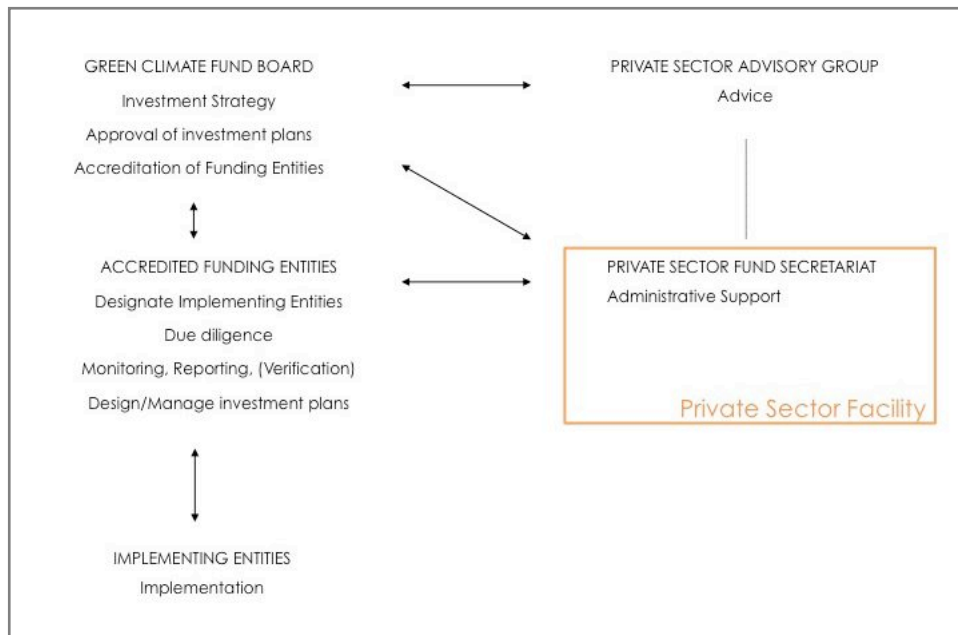 GREEN CLIMATE FUND BOARD
Investment Strategy
Approval of investment plans
Accreditation of Funding Entities
PRIVATE SECTOR ADVISORY GROUP
Advice
ACCREDITED FUNDING ENTITIES
Designate Implementing Entities
Due diligence
Monitoring, Reporting, (Verification)
Design/Manage investment plans
PRIVATE SECTOR FUND SECRETARIAT
Administrative Support
Private Sector Facility
IMPLEMENTING ENTITIES
Implementation